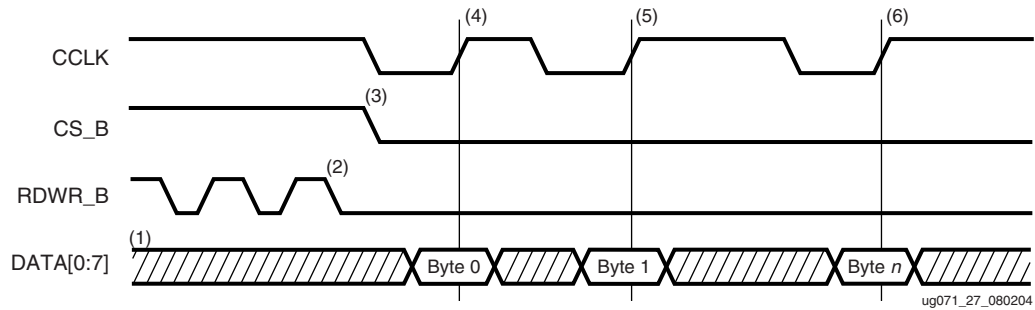 (4) (5) (6)
CCLK
(3)
CS_B
(2)
RDWR_B
(1)
DATA[0:7] Byte 0 Byte 1 Byte n
ug071_27_080204